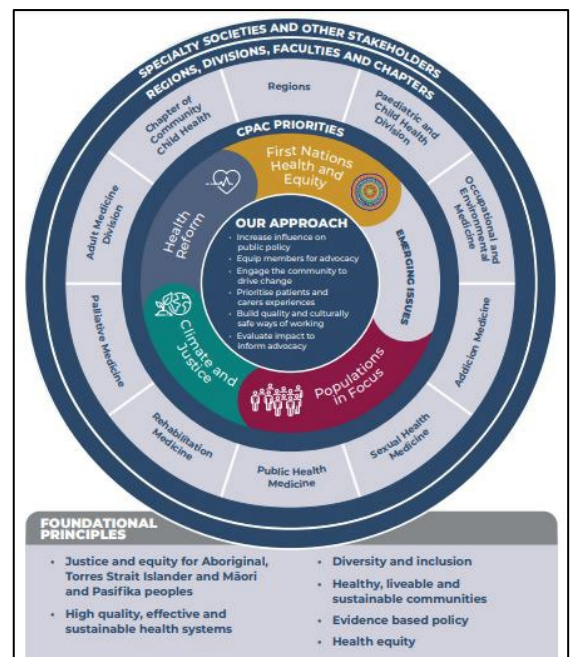 SPECIALTY SOCIETIES AND OTHER STAKEHOLDERS
REGIONS, DIVISIONS, FACULTIES AND CHAPTERS
Regions
Paediatric and
Child Health
Division
Occupational
and
Environmental
Medicine
Addicion Medicine
Sexual Health
Medicine
Public Health
Medicine
Rehabilitation
Medicine
Palliative Medicine
Adult Medicine
Division
Chapter of
Community
Child Health
CPAC PRIORITIES
First Nations
Health and
Equity
EMERGING ISSUES
Populations
in Focus
Climate and
Justice
Health
Reform
OUR APPROACH
• Increase influence on
public policy
• Equip members for advocacy
• Engage the community to
drive change
• Prioritise patients and
carers experiences
• Build quality and culturally
safe ways of working
• Evaluate impact to
inform advocacy
FOUNDATIONAL
PRINCIPLES
• Justice and equity for Aboriginal,
Torres Strait Islander and Māori
and Pasifika peoples
• High quality, effective and
sustainable health systems
• Diversity and inclusion
• Healthy, liveable and
sustainable communities
• Evidence based policy
• Health equity